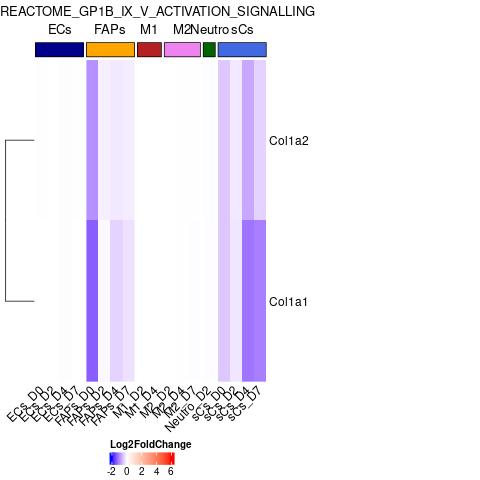 REACTOME_GP1B_IX_V_ACTIVATION_SIGNALLING
ECs FAPs M1 M2 Neutro sCs
Col1a2
Col1a1
ECs_D0 ECs_D2 ECs_D4 ECs_D7 FAPs_D0 FAPs_D2 FAPs_D4 FAPs_D7 M1_D2 M1_D4 M2_D2 M2_D4 M2_D7 Neutro_D2 sCs_D0 sCs_D2 sCs_D4 sCs_D7
Log2FoldChange
-2 0 2 4 6